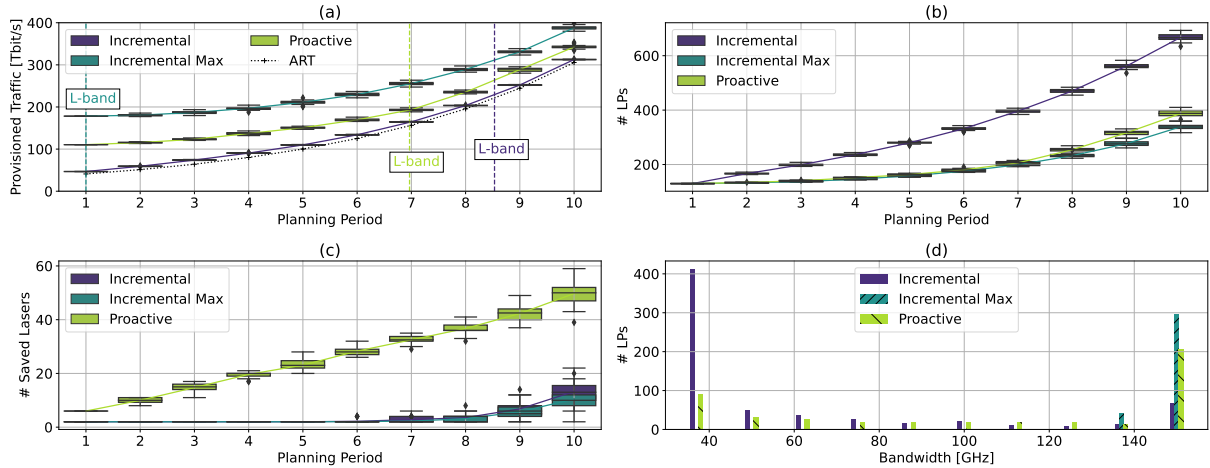 (a)
Provisioned Traffic [Tbit/s]
400
300
200
100
0
Incremental
Incremental Max
Proactive
ART
L-band
L-band
L-band
1 2 3 4 5 6 7 8 9 10
Planning Period
(b)
# LPs
600
400
200
Incremental
Incremental Max
Proactive
1 2 3 4 5 6 7 8 9 10
Planning Period
(c)
# Saved Lasers
60
40
20
0
Incremental
Incremental Max
Proactive
1 2 3 4 5 6 7 8 9 10
Planning Period
(d)
# LPs
400
300
200
100
0
Incremental
Incremental Max
Proactive
40 60 80 100 120 140
Bandwidth [GHz]